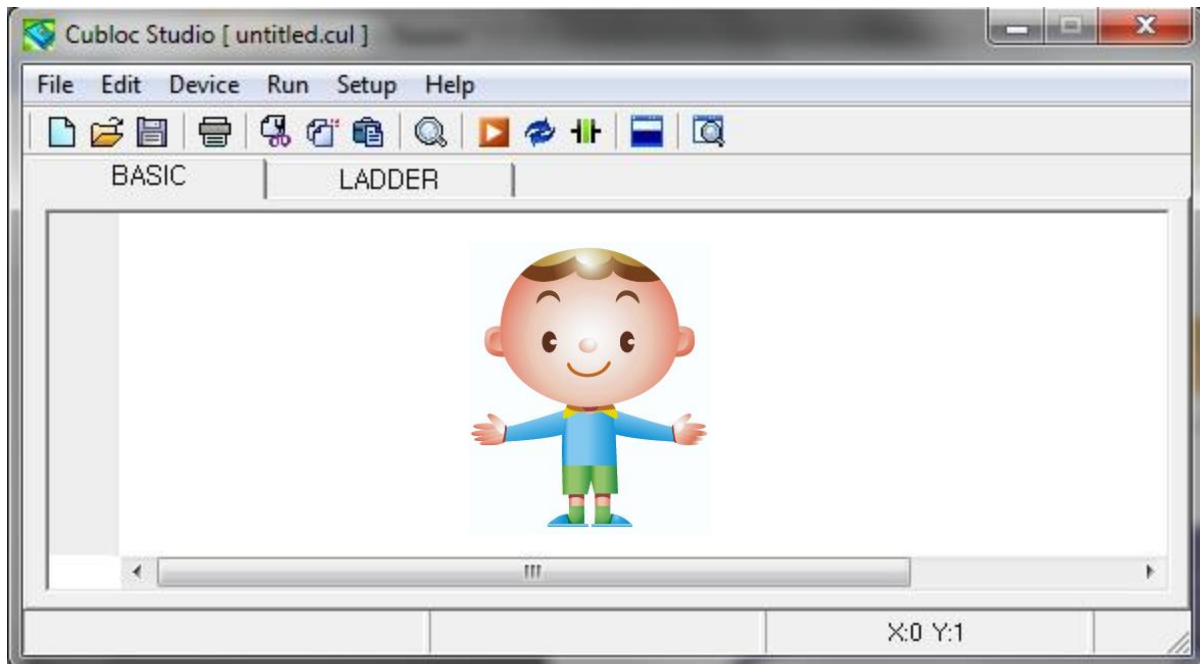 Cubloc Studio [ untitled.cul ]
File Edit Device Run Setup Help
BASIC LADDER
X:0 Y:1